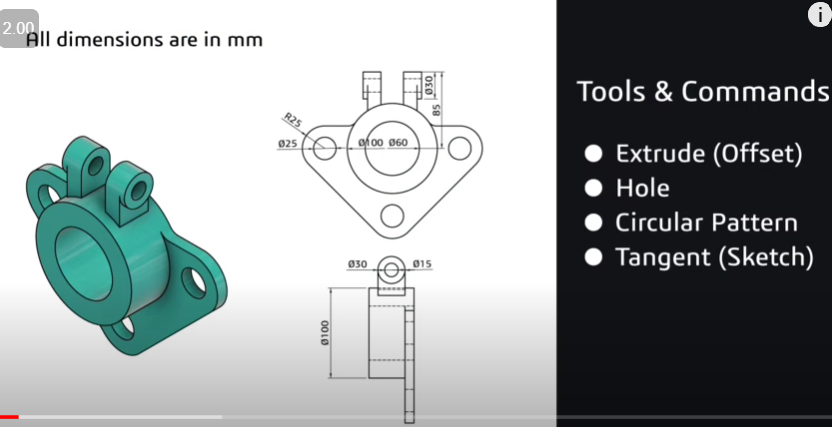 2.00
All dimensions are in mm
Ø30
85
R25
Ø25
Ø100 Ø60
Ø30
Ø15
Ø100
Tools & Commands
Extrude (Offset)
Hole
Circular Pattern
Tangent (Sketch)
i